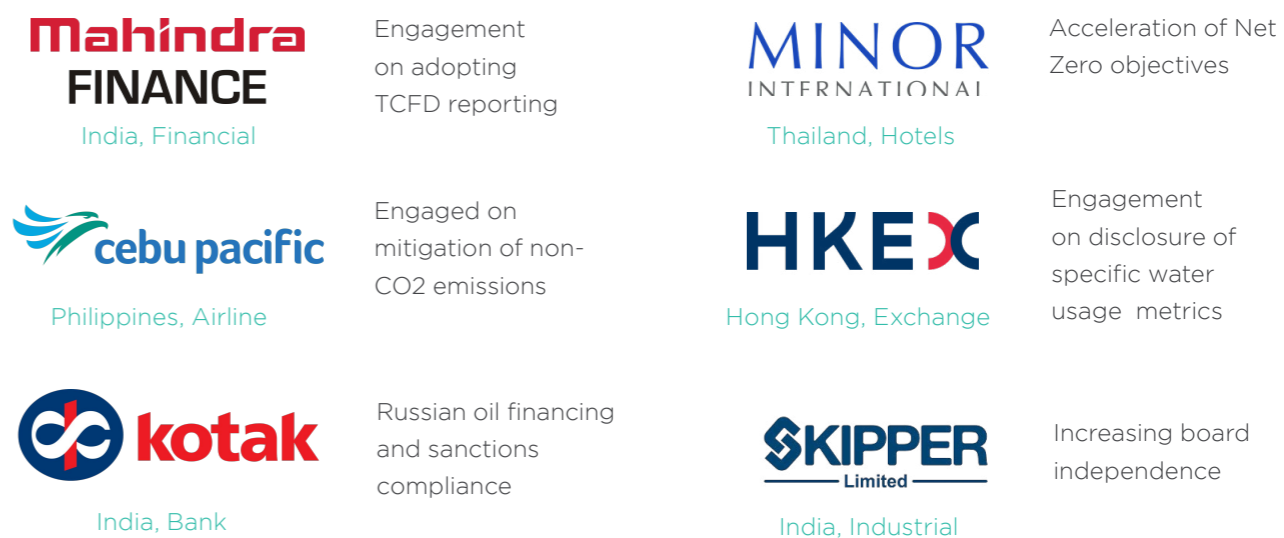 Mahindra
FINANCE
India, Financial
Engagement
on adopting
TCFD reporting
MINOR
INTERNATIONAL
Thailand, Hotels
Acceleration of Net
Zero objectives
cebu pacific
Philippines, Airline
Engaged on
mitigation of non-
CO2 emissions
HKEX
Hong Kong, Exchange
Engagement
on disclosure of
specific water
usage metrics
kotak
India, Bank
Russian oil financing
and sanctions
compliance
SKIPPER
Limited
India, Industrial
Increasing board
independence